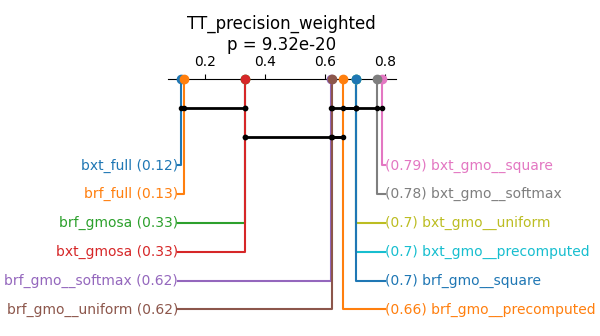 TT_precision_weighted
p = 9.32e-20
0.2 0.4 0.6 0.8
bxt_full (0.12) (0.79) bxt_gmo__square
brf_full (0.13) (0.78) bxt_gmo__softmax
brf_gmosa (0.33) (0.7) bxt_gmo__uniform
bxt_gmosa (0.33) (0.7) bxt_gmo__precomputed
brf_gmo__softmax (0.62) (0.7) brf_gmo__square
brf_gmo__uniform (0.62) (0.66) brf_gmo__precomputed